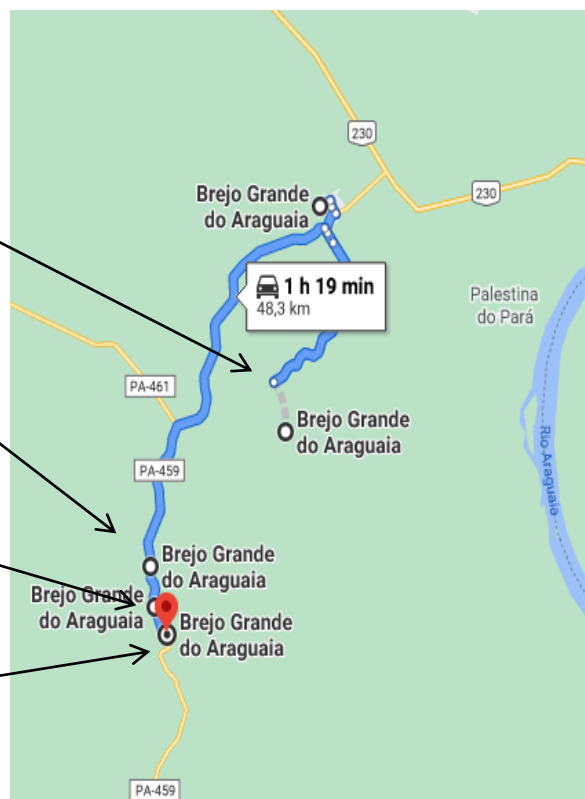 230
Brejo Grande
do Araguaia
230
1 h 19 min
48,3 km
Palestina
do Pará
PA-461
Brejo Grande
do Araguaia
Rio Araguaia
PA-459
Brejo Grande
do Araguaia
Brejo Grande
do Araguaia
Brejo Grande
do Araguaia
PA-459